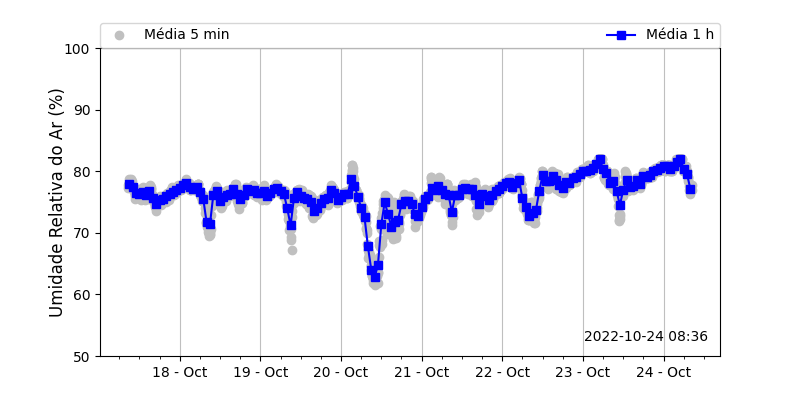 Média 5 min
Média 1 h
Umidade Relativa do Ar (%)
100
90
80
70
60
50
2022-10-24 08:36
18 - Oct
19 - Oct
20 - Oct
21 - Oct
22 - Oct
23 - Oct
24 - Oct